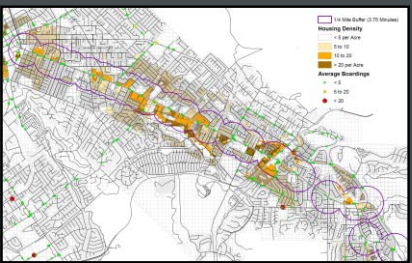 1/4 Mile Buffer (3.75 Minutes)
Housing Density
< 5 per Acre
5 to 10
10 to 20
> 20 per Acre
Average Boardings
< 5
5 to 20
> 20